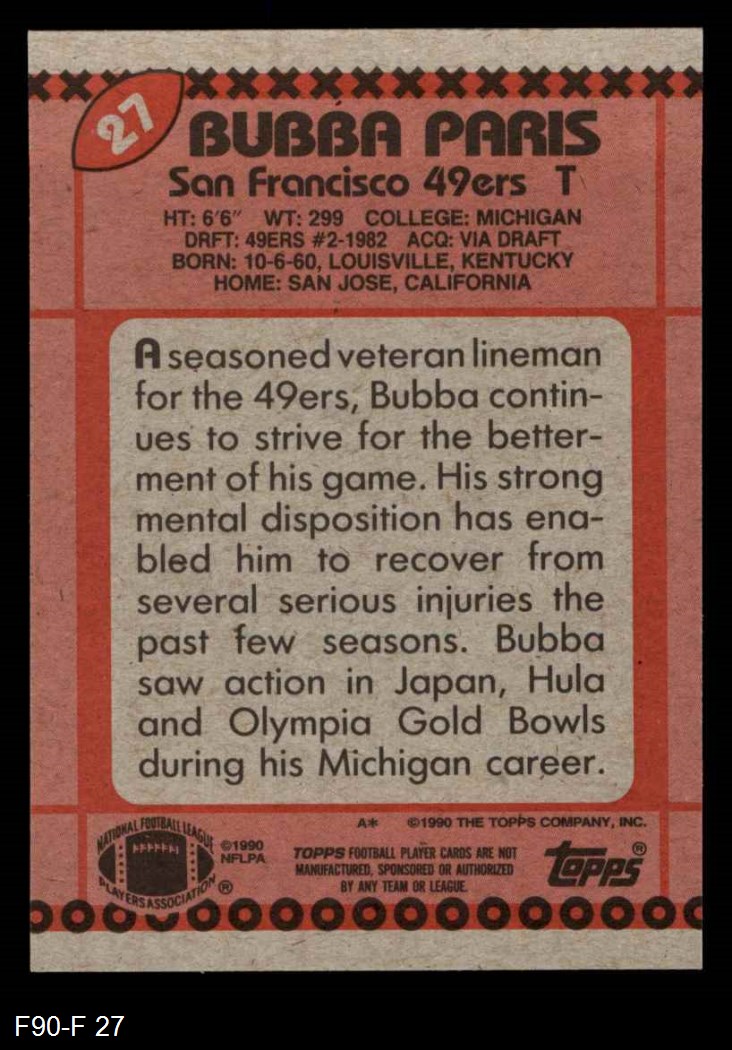 27
BUBBA PARIS
San Francisco 49ers T
HT: 6'6" WT: 299 COLLEGE: MICHIGAN
DRFT: 49ERS #2-1982 ACQ: VIA DRAFT
BORN: 10-6-60, LOUISVILLE, KENTUCKY
HOME: SAN JOSE, CALIFORNIA
A seasoned veteran lineman
for the 49ers, Bubba contin-
ues to strive for the better-
ment of his game. His strong
mental disposition has ena-
bled him to recover from
several serious injuries the
past few seasons. Bubba
saw action in Japan, Hula
and Olympia Gold Bowls
during his Michigan career.
A* ©1990 THE TOPPS COMPANY, INC.
NATIONAL FOOTBALL LEAGUE
PLAYERS ASSOCIATION ®
©1990
NFLPA
TOPPS FOOTBALL PLAYER CARDS ARE NOT
MANUFACTURED, SPONSORED OR AUTHORIZED
BY ANY TEAM OR LEAGUE.
topps®
F90-F 27